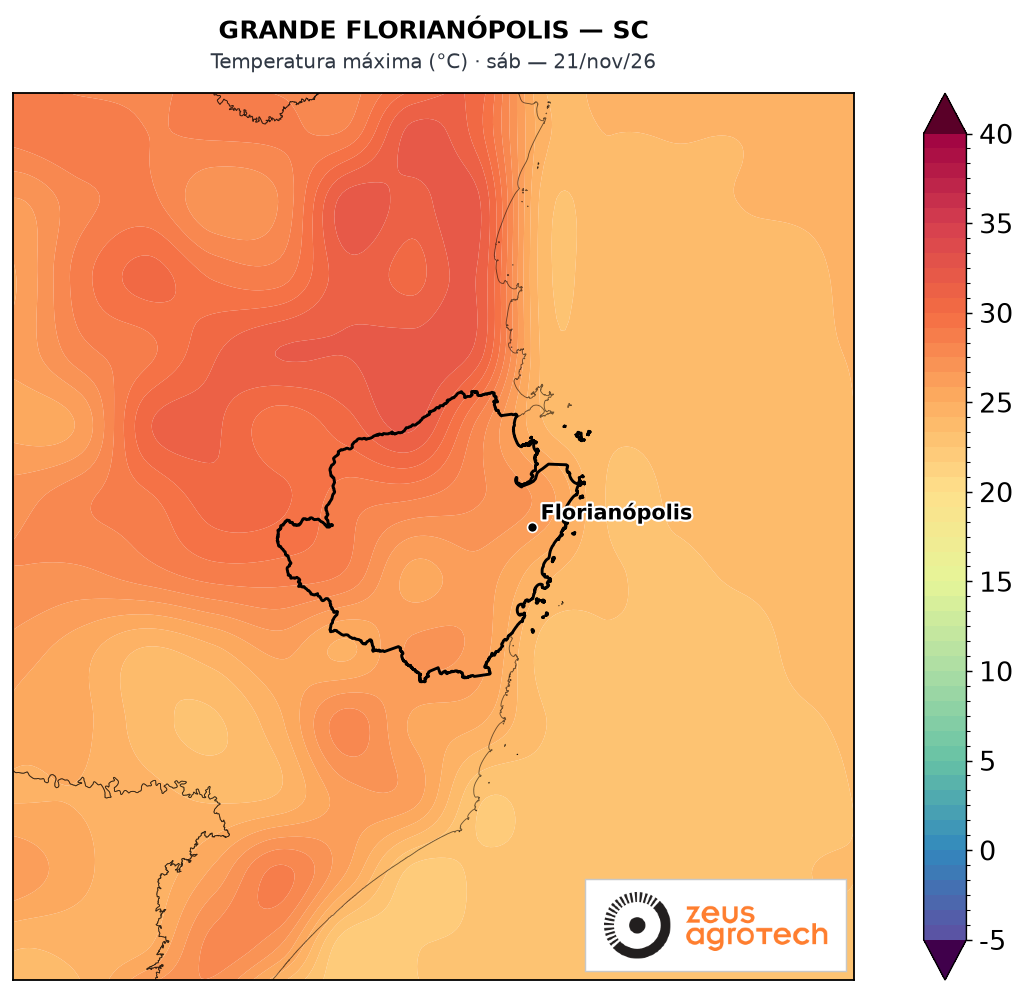 GRANDE FLORIANÓPOLIS — SC
Temperatura máxima (°C) · sáb — 21/nov/26
40
35
30
25
20
15
10
5
0
-5
Florianópolis
zeus
agrotech